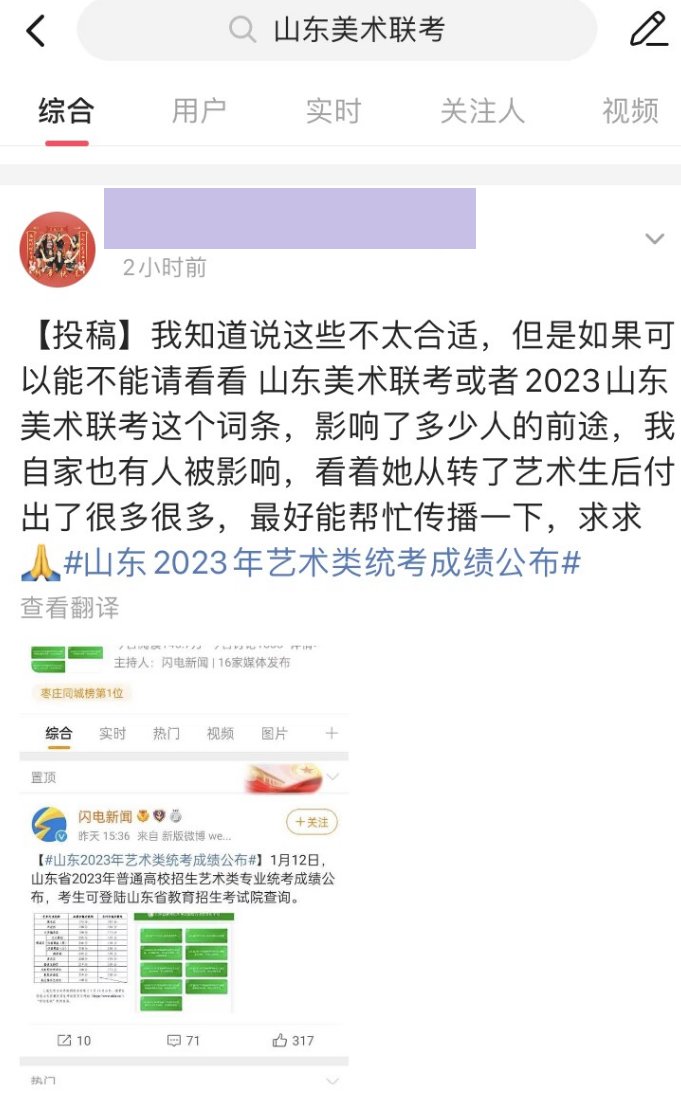 山东美术联考
综合
用户
实时
关注人
视频
2小时前
【投稿】我知道说这些不太合适，但是如果可
以能不能请看看 山东美术联考或者2023山东
美术联考这个词条，影响了多少人的前途，我
自家也有人被影响，看着她从转了艺术生后付
出了很多很多，最好能帮忙传播一下，求求
🙏#山东2023年艺术类统考成绩公布#
查看翻译
主持人：闪电新闻 | 16家媒体发布
枣庄同城榜第1位
综合
实时
热门
视频
图片
+
置顶
闪电新闻
+关注
昨天 15:36 来自 新版微博 we...
【#山东2023年艺术类统考成绩公布#】1月12日，
山东省2023年普通高校招生艺术类专业统考成绩公
布，考生可登陆山东省教育招生考试院查询。
10
71
317
热门